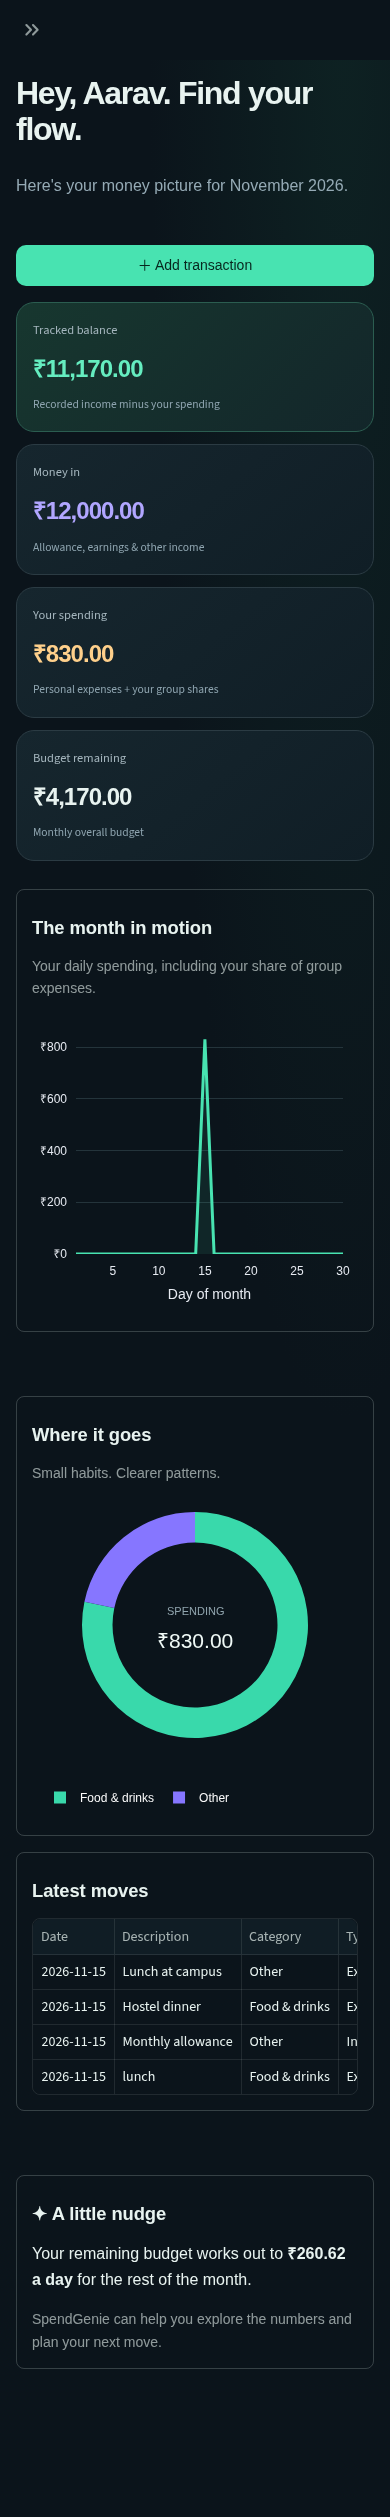 Hey, Aarav. Find your
flow.
Here's your money picture for November 2026.
+ Add transaction
Tracked balance
₹11,170.00
Recorded income minus your spending
Money in
₹12,000.00
Allowance, earnings & other income
Your spending
₹830.00
Personal expenses + your group shares
Budget remaining
₹4,170.00
Monthly overall budget
The month in motion
Your daily spending, including your share of group
expenses.
₹800
₹600
₹400
₹200
₹0
5 10 15 20 25 30
Day of month
Where it goes
Small habits. Clearer patterns.
SPENDING
₹830.00
Food & drinks Other
Latest moves
Date Description Category Ty
2026-11-15 Lunch at campus Other Ex
2026-11-15 Hostel dinner Food & drinks Ex
2026-11-15 Monthly allowance Other In
2026-11-15 lunch Food & drinks Ex
✦ A little nudge
Your remaining budget works out to ₹260.62
a day for the rest of the month.
SpendGenie can help you explore the numbers and
plan your next move.